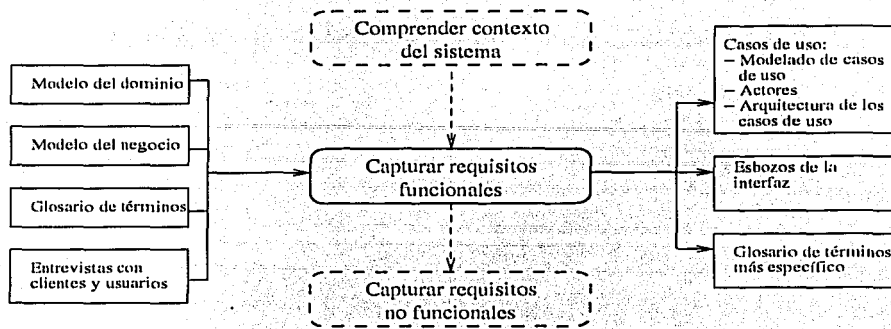 Comprender contexto
del sistema
Modelo del dominio
Modelo del negocio
Glosario de términos
Entrevistas con
clientes y usuarios
Capturar requisitos
funcionales
Capturar requisitos
no funcionales
Casos de uso:
– Modelado de casos
de uso
– Actores
– Arquitectura de los
casos de uso
Esbozos de la
interfaz
Glosario de términos
más específico